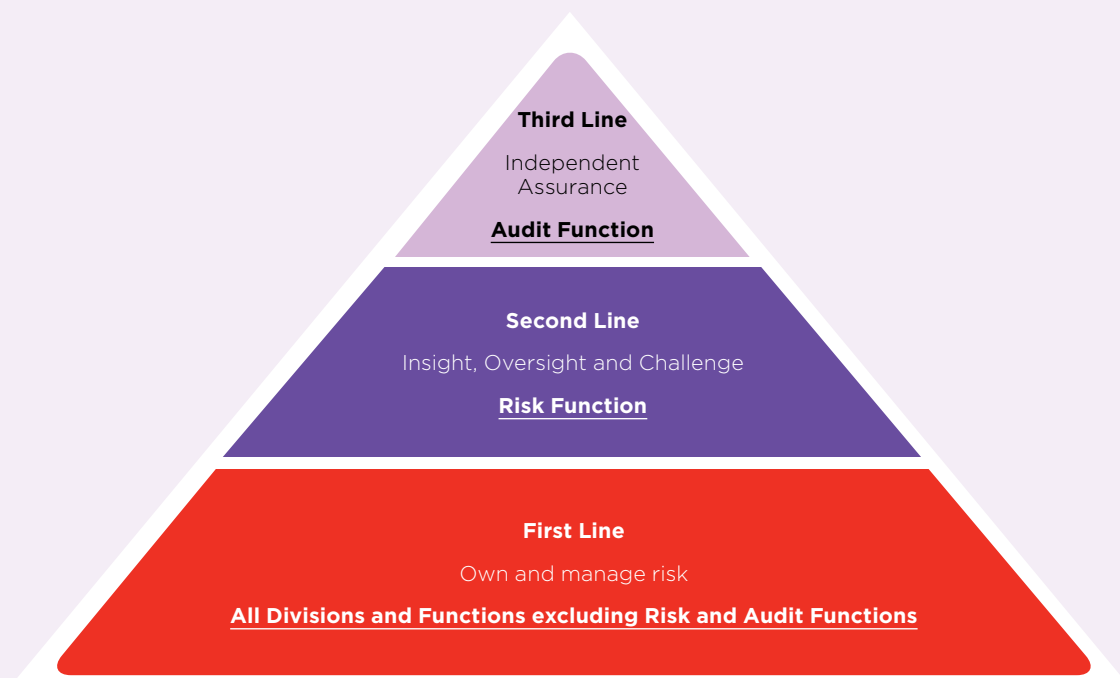 Third Line
Independent
Assurance
Audit Function
Second Line
Insight, Oversight and Challenge
Risk Function
First Line
Own and manage risk
All Divisions and Functions excluding Risk and Audit Functions